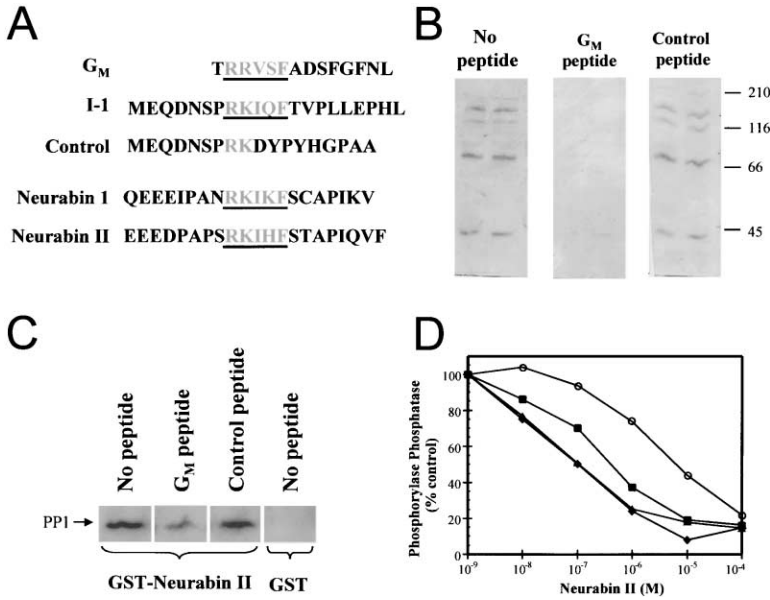 A
G_M TRRVSFADSFGFNL
I-1 MEQDNSPRKIQFTVPLLEPHL
Control MEQDNSPRKDYPYHGPAA
Neurabin 1 QEEEIPANRKIKFSCAPIKV
Neurabin II EEEDPAPSRKIHFSTAPIQVF
B
No peptide
G_M peptide
Control peptide
210
116
66
45
C
No peptide
G_M peptide
Control peptide
No peptide
PP1
GST-Neurabin II
GST
D
Phosphorylase Phosphatase
(% control)
100
80
60
40
20
0
10^-9 10^-8 10^-7 10^-6 10^-5 10^-4
Neurabin II (M)